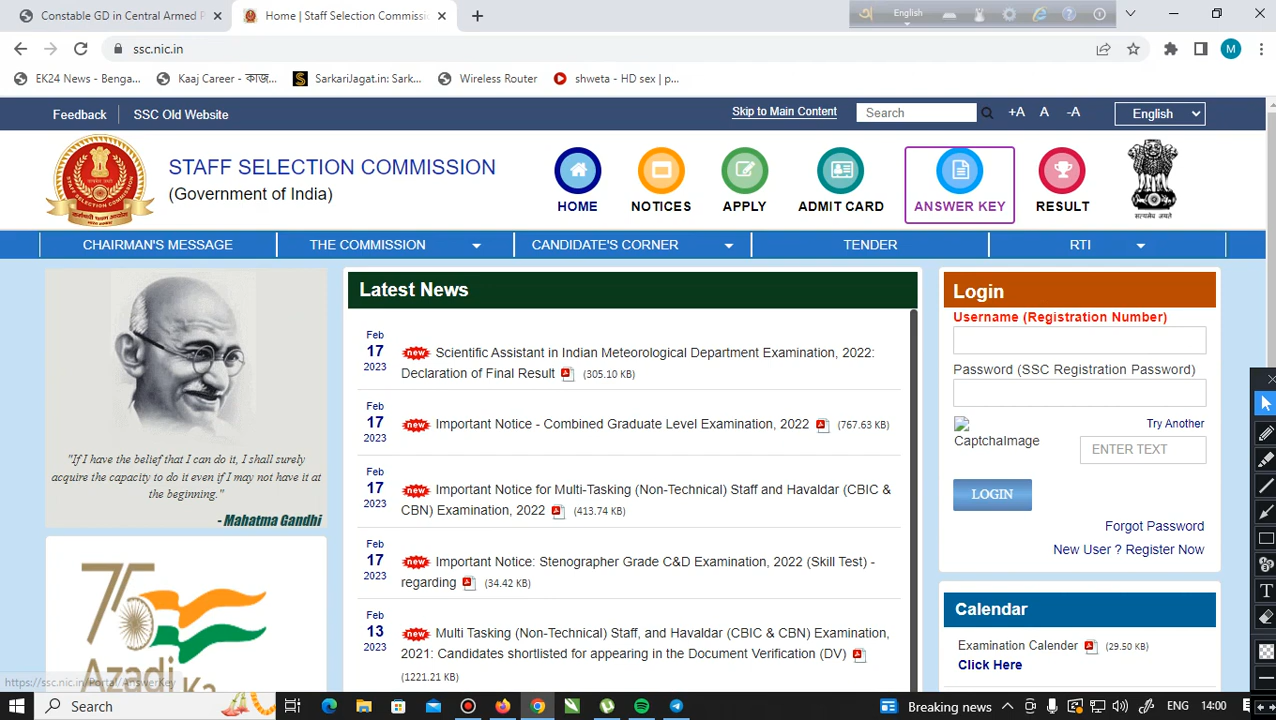 Constable GD in Central Armed
Home | Staff Selection Commissi
English
ssc.nic.in
M
EK24 News - Benga...
Kaaj Career - কাজ...
SarkariJagat.in: Sark...
Wireless Router
shweta - HD sex | p...
Feedback
SSC Old Website
Skip to Main Content
Search
+A A -A
English
STAFF SELECTION COMMISSION
(Government of India)
HOME
NOTICES
APPLY
ADMIT CARD
ANSWER KEY
RESULT
सत्यमेव जयते
CHAIRMAN'S MESSAGE
THE COMMISSION
CANDIDATE'S CORNER
TENDER
RTI
"If I have the belief that I can do it, I shall surely
acquire the capacity to do it even if I may not have it at
the beginning."
- Mahatma Gandhi
75
Azadi Ka
https://ssc.nic.in/Portal/AnswerKey
Latest News
Feb
17
2023
new Scientific Assistant in Indian Meteorological Department Examination, 2022:
Declaration of Final Result (305.10 KB)
Feb
17
2023
new Important Notice - Combined Graduate Level Examination, 2022 (767.63 KB)
Feb
17
2023
new Important Notice for Multi-Tasking (Non-Technical) Staff and Havaldar (CBIC &
CBN) Examination, 2022 (413.74 KB)
Feb
17
2023
new Important Notice: Stenographer Grade C&D Examination, 2022 (Skill Test) -
regarding (34.42 KB)
Feb
13
2023
new Multi Tasking (Non-Technical) Staff, and Havaldar (CBIC & CBN) Examination,
2021: Candidates shortlisted for appearing in the Document Verification (DV)
(1221.21 KB)
Login
Username (Registration Number)
Password (SSC Registration Password)
CaptchaImage
Try Another
ENTER TEXT
LOGIN
Forgot Password
New User ? Register Now
Calendar
Examination Calender (29.50 KB)
Click Here
Search
Breaking news
ENG
14:00